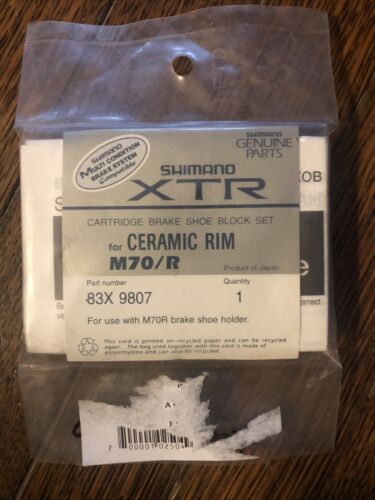 SHIMANO
MULTI CONDITION
BRAKE SYSTEM
Compatible
SHIMANO
GENUINE
PARTS
SHIMANO
XTR
CARTRIDGE BRAKE SHOE BLOCK SET
for CERAMIC RIM
M70/R
Product of Japan
Part number
Quantity
83X 9807
1
For use with M70R brake shoe holder.
This card is printed on recycled paper and can be recycled
again. The bag used together with this card is made of
polyethylene and can also be recycled.
7 00001 0250